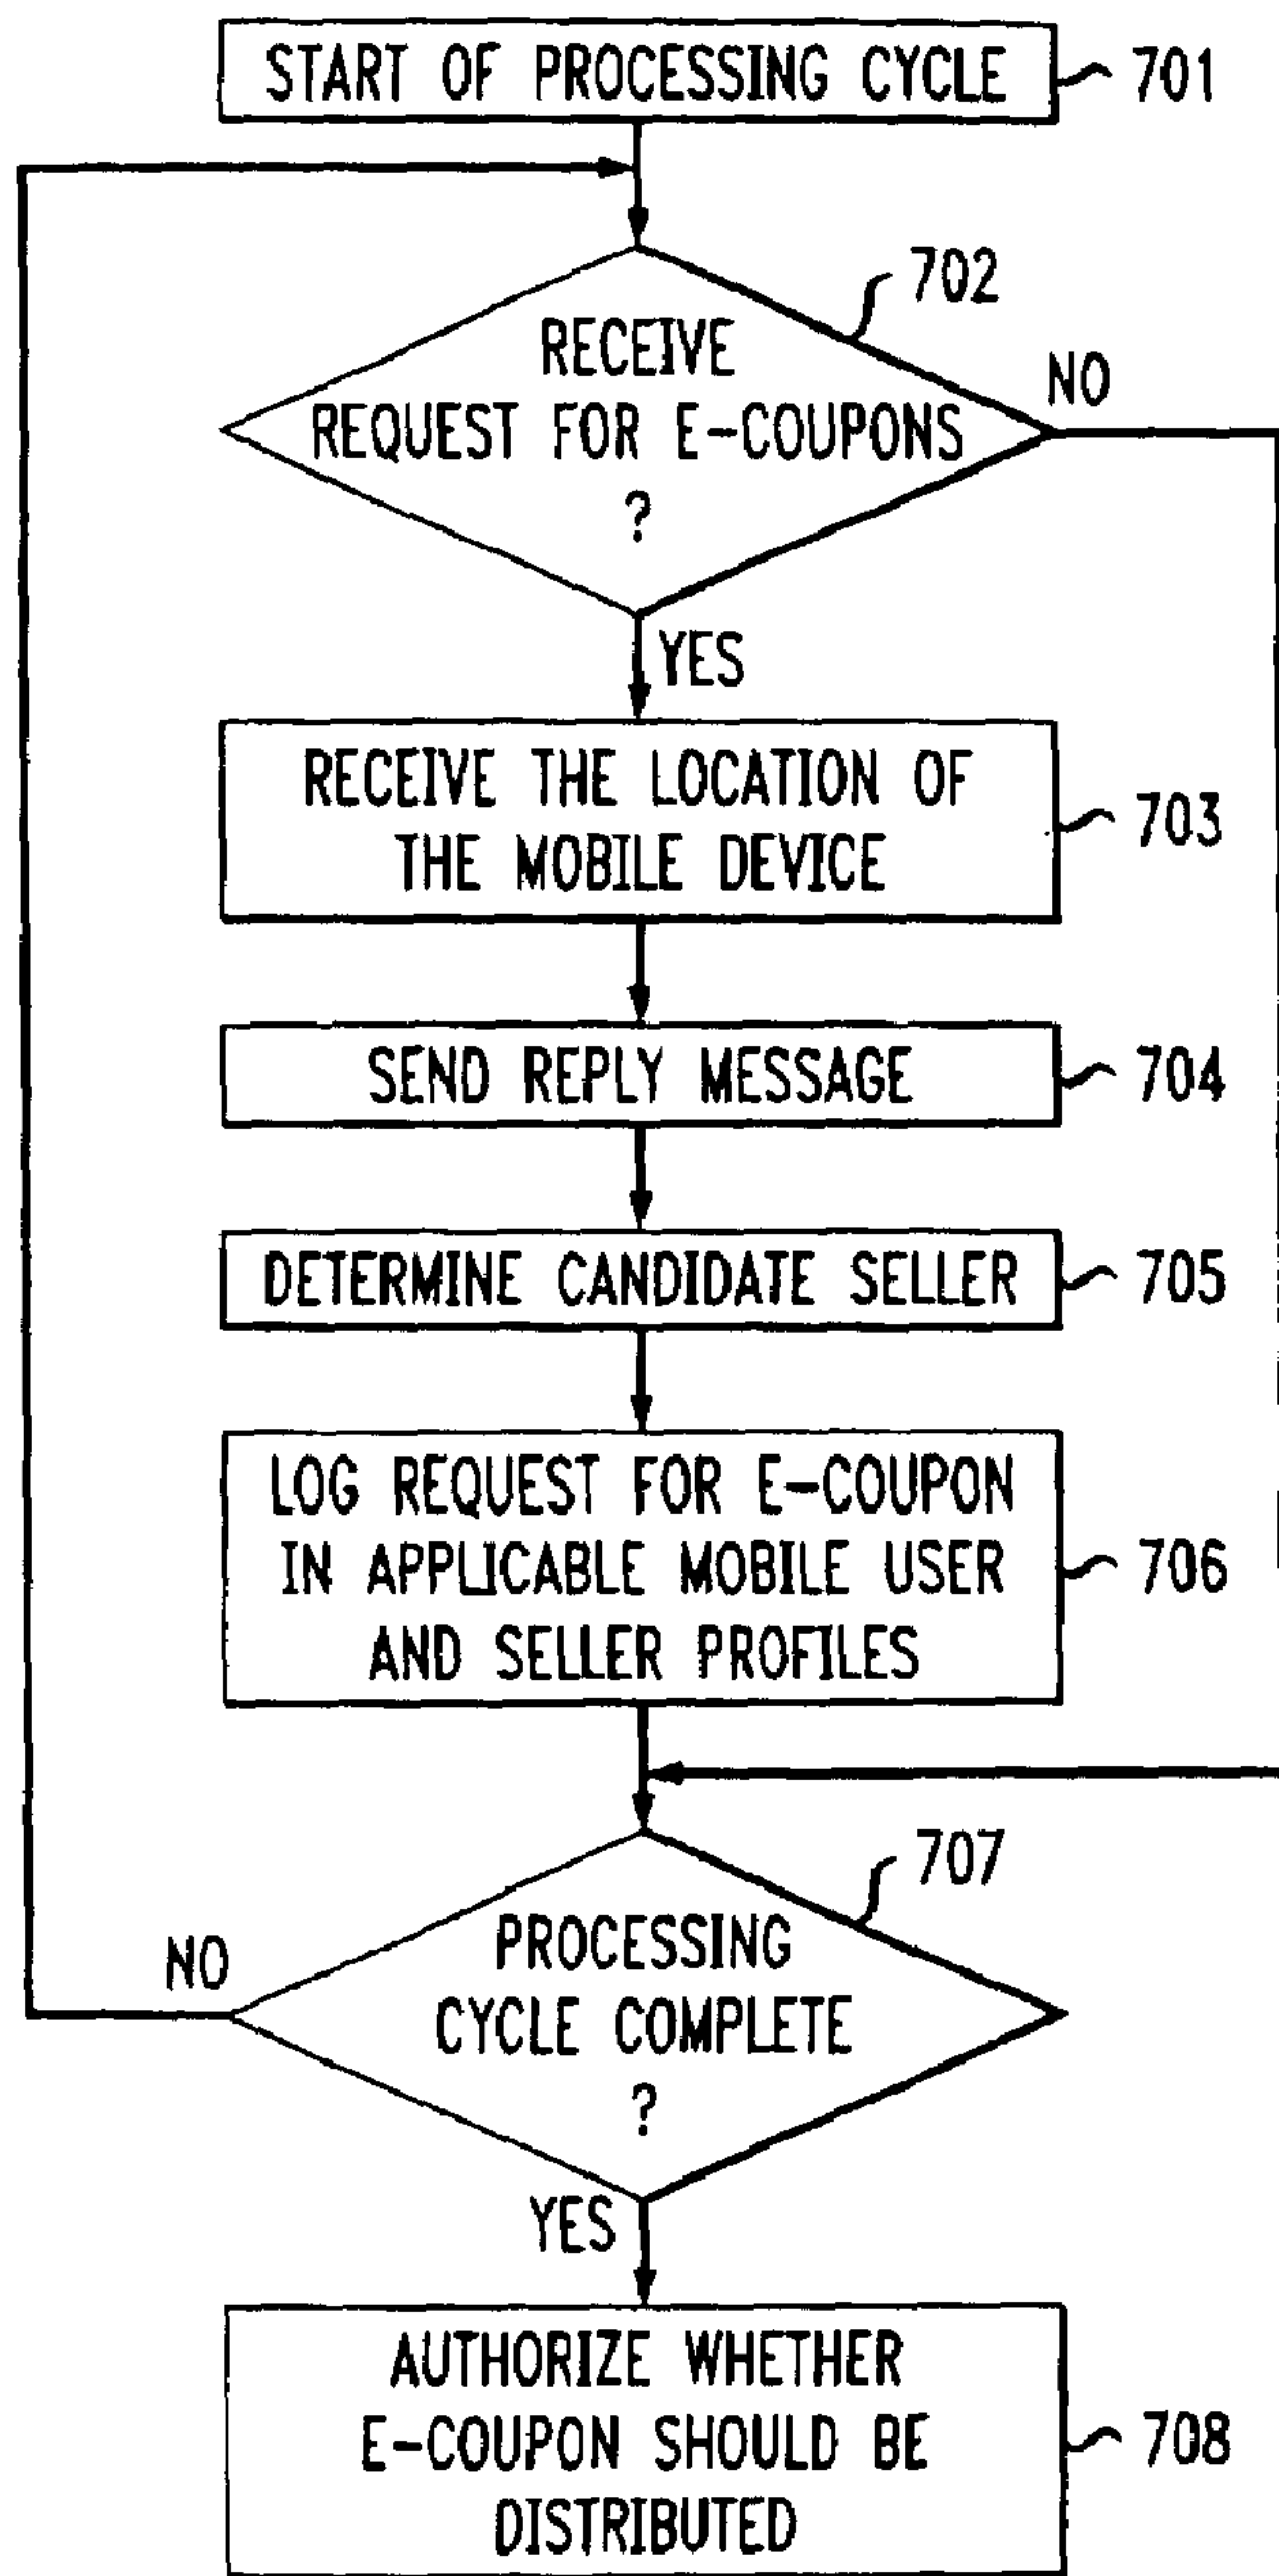 START OF PROCESSING CYCLE
701
702
RECEIVE
REQUEST FOR E-COUPONS
?
NO
YES
RECEIVE THE LOCATION OF
THE MOBILE DEVICE
703
SEND REPLY MESSAGE
704
DETERMINE CANDIDATE SELLER
705
LOG REQUEST FOR E-COUPON
IN APPLICABLE MOBILE USER
AND SELLER PROFILES
706
707
PROCESSING
CYCLE COMPLETE
?
NO
YES
AUTHORIZE WHETHER
E-COUPON SHOULD BE
DISTRIBUTED
708